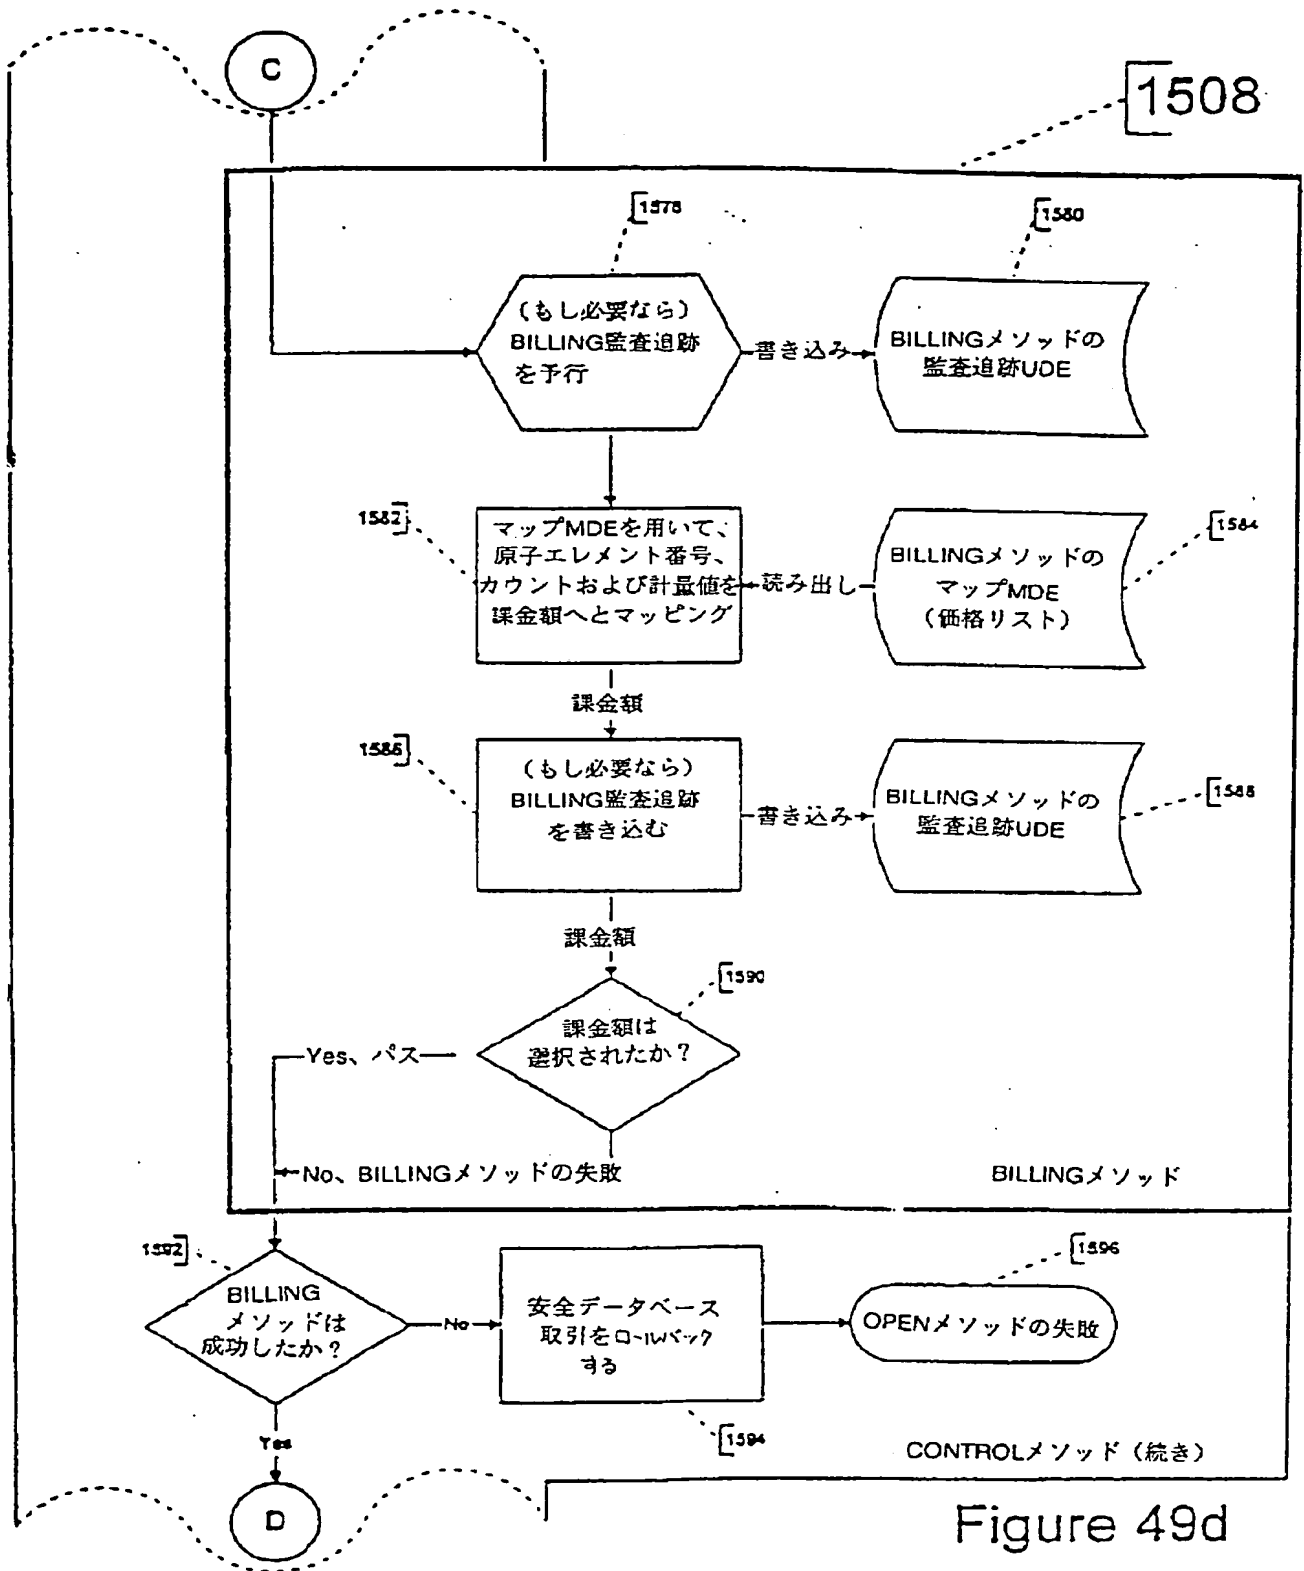 C
1508
1578
1580
(もし必要なら)
BILLING監査追跡
を予行
書き込み
BILLINGメソッドの
監査追跡UDE
1582
マップMDEを用いて、
原子エレメント番号、
カウントおよび計量値を
課金額へとマッピング
読み出し
BILLINGメソッドの
マップMDE
(価格リスト)
1584
課金額
1586
(もし必要なら)
BILLING監査追跡
を書き込む
書き込み
BILLINGメソッドの
監査追跡UDE
1588
課金額
1590
課金額は
選択されたか?
Yes、パス
No、BILLINGメソッドの失敗
BILLINGメソッド
1592
BILLING
メソッドは
成功したか?
No
安全データベース
取引をロールバック
する
1596
OPENメソッドの失敗
1594
Yes
CONTROLメソッド(続き)
D
Figure 49d